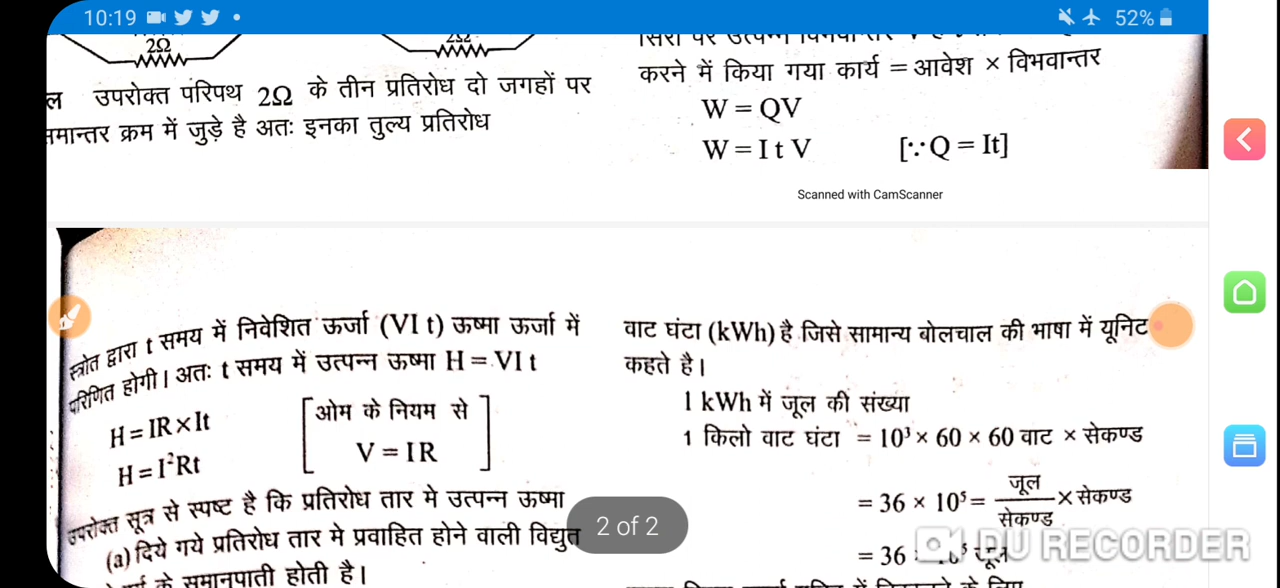 10:19
52%
2Ω
2Ω
ल उपरोक्त परिपथ 2Ω के तीन प्रतिरोध दो जगहों पर
समान्तर क्रम में जुड़े है अतः इनका तुल्य प्रतिरोध
करने में किया गया कार्य = आवेश × विभवान्तर
W = QV
W = I t V [∵Q = It]
Scanned with CamScanner
स्त्रोत द्वारा t समय में निवेशित ऊर्जा (VI t) ऊष्मा ऊर्जा में
परिणित होगी। अतः t समय में उत्पन्न ऊष्मा H = VI t
H = IR × It
H = I²Rt
[ओम के नियम से
V = IR]
उपरोक्त सूत्र से स्पष्ट है कि प्रतिरोध तार मे उत्पन्न ऊष्मा
(a) दिये गये प्रतिरोध तार मे प्रवाहित होने वाली विद्युत
के समानपाती होती है।
वाट घंटा (kWh) है जिसे सामान्य बोलचाल की भाषा में यूनिट
कहते है।
1 kWh में जूल की संख्या
1 किलो वाट घंटा = 10³ × 60 × 60 वाट × सेकण्ड
= 36 × 10⁵ = जूल/सेकण्ड × सेकण्ड
= 36 × 10⁵ जूल
2 of 2
DU RECORDER